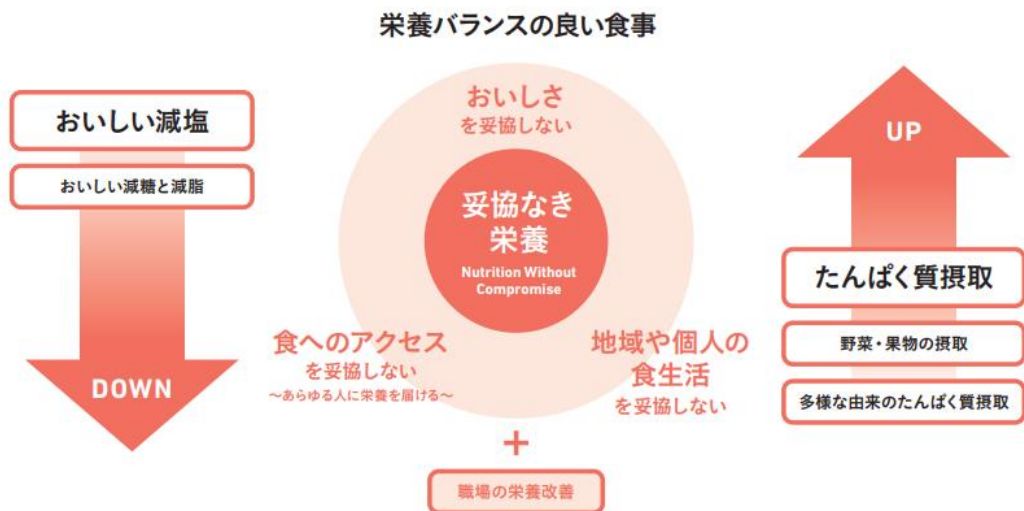 栄養バランスの良い食事
おいしい減塩
おいしい減糖と減脂
DOWN
おいしさ
を妥協しない
妥協なき
栄養
Nutrition Without
Compromise
食へのアクセス
を妥協しない
〜あらゆる人に栄養を届ける〜
地域や個人の
食生活
を妥協しない
+
職場の栄養改善
UP
たんぱく質摂取
野菜・果物の摂取
多様な由来のたんぱく質摂取